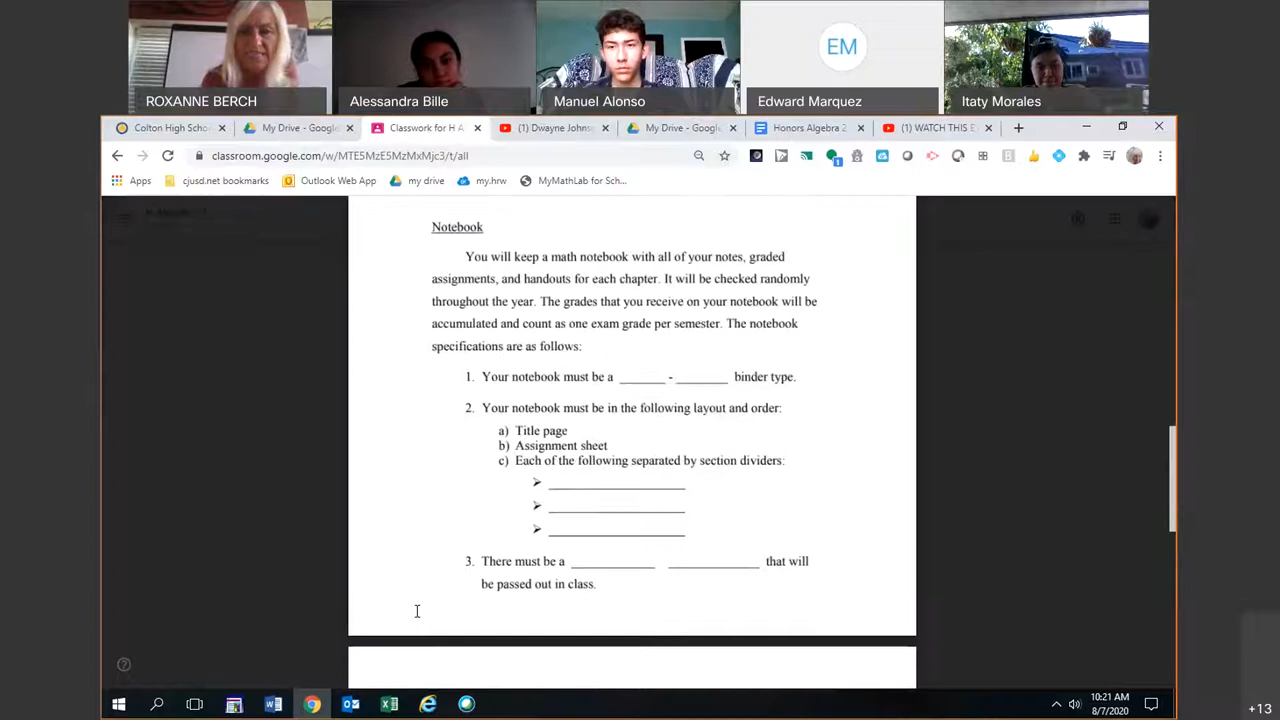 EM
ROXANNE BERCH
Alessandra Bille
Manuel Alonso
Edward Marquez
Itaty Morales
Colton High Scho
My Drive - Google
Classwork for H A
(1) Dwayne Johns
My Drive - Google
Honors Algebra 2
(1) WATCH THIS E
classroom.google.com/w/MTE5MzE5MzMxMjc3/t/all
Apps
cjusd.net bookmarks
Outlook Web App
my drive
my.hrw
MyMathLab for Sch...
Notebook
You will keep a math notebook with all of your notes, graded
assignments, and handouts for each chapter. It will be checked randomly
throughout the year. The grades that you receive on your notebook will be
accumulated and count as one exam grade per semester. The notebook
specifications are as follows:
1. Your notebook must be a _______ - ________ binder type.
2. Your notebook must be in the following layout and order:
a) Title page
b) Assignment sheet
c) Each of the following separated by section dividers:
➢ ____________________
➢ ____________________
➢ ____________________
3. There must be a ____________ _____________ that will
be passed out in class.
10:21 AM
8/7/2020
+13